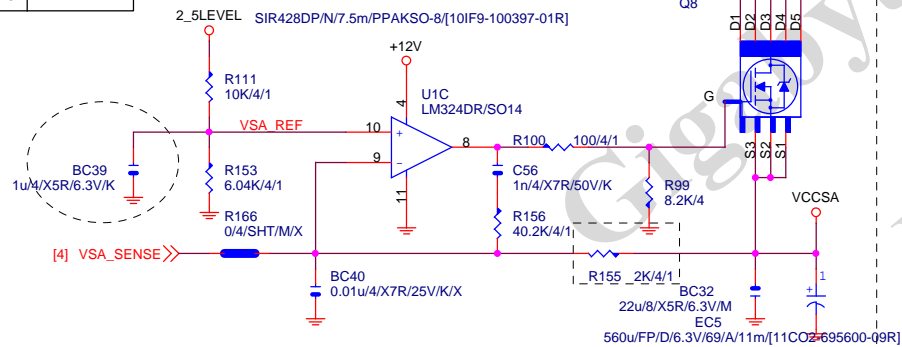 Q8
2_5LEVEL
SIR428DP/N/7.5m/PPAKSO-8/[10IF9-100397-01R]
D1
D2
D3
D4
D5
+12V
R111
10K/4/1
U1C
LM324DR/SO14
4
G
VSA_REF
10
+
8
R100
100/4/1
9
-
S3
S2
S1
BC39
1u/4/X5R/6.3V/K
R153
6.04K/4/1
C56
1n/4/X7R/50V/K
11
R99
8.2K/4
VCCSA
R166
0/4/SHT/M/X
R156
40.2K/4/1
[4] VSA_SENSE
R155 2K/4/1
BC40
0.01u/4/X7R/25V/K/X
BC32
22u/8/X5R/6.3V/M
1
+
EC5
560u/FP/D/6.3V/69/A/11m/[11CO2-695600-09R]